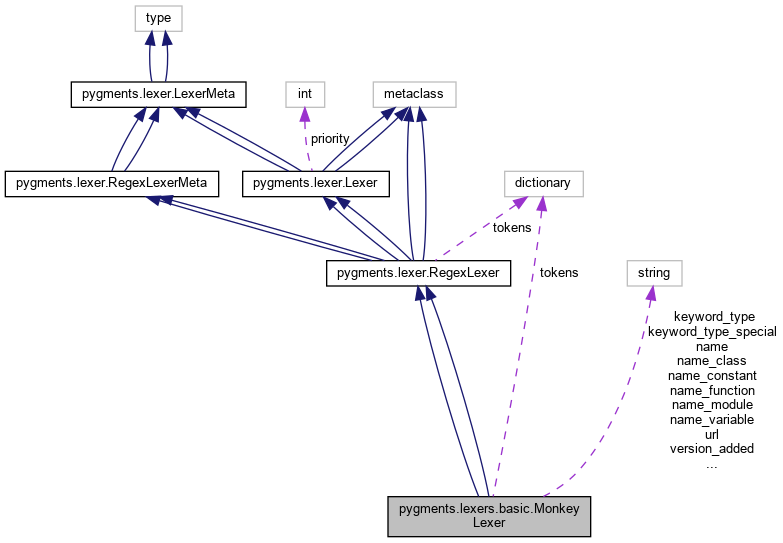 type
pygments.lexer.LexerMeta
int
metaclass
priority
pygments.lexer.RegexLexerMeta
pygments.lexer.Lexer
dictionary
tokens
pygments.lexer.RegexLexer
tokens
string
keyword_type
keyword_type_special
name
name_class
name_constant
name_function
name_module
name_variable
url
version_added
...
pygments.lexers.basic.Monkey
Lexer